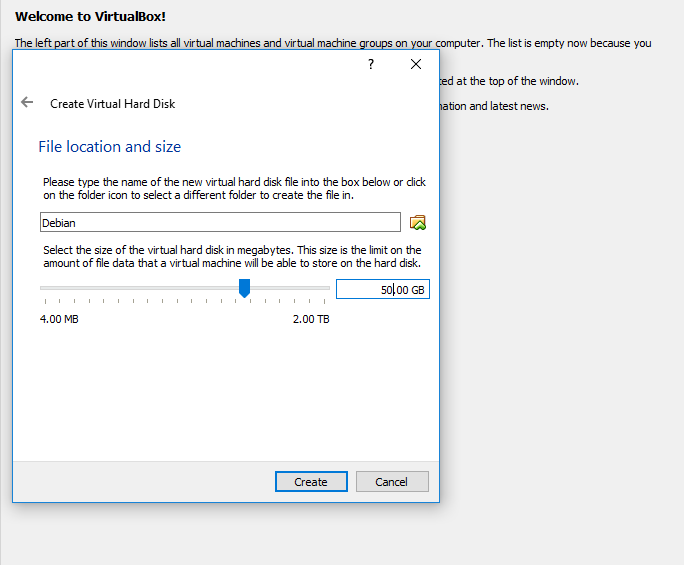 Welcome to VirtualBox!
The left part of this window lists all virtual machines and virtual machine groups on your computer. The list is empty now because you
?
ed at the top of the window.
Create Virtual Hard Disk
nation and latest news.
File location and size
Please type the name of the new virtual hard disk file into the box below or click
on the folder icon to select a different folder to create the file in.
Debian
Select the size of the virtual hard disk in megabytes. This size is the limit on the
amount of file data that a virtual machine will be able to store on the hard disk.
50.00 GB
4.00 MB 2.00 TB
Create Cancel